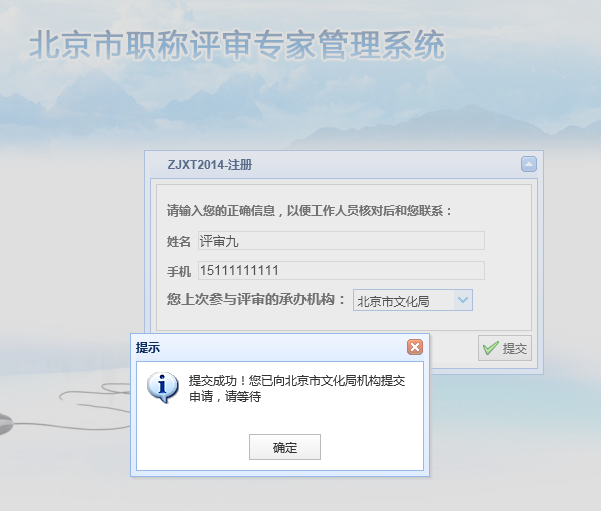 北京市职称评审专家管理系统
ZJXT2014-注册
请输入您的正确信息，以便工作人员核对后和您联系：
姓名 评审九
手机 15111111111
您上次参与评审的承办机构： 北京市文化局
提交
提示
提交成功！您已向北京市文化局机构提交
申请，请等待
确定